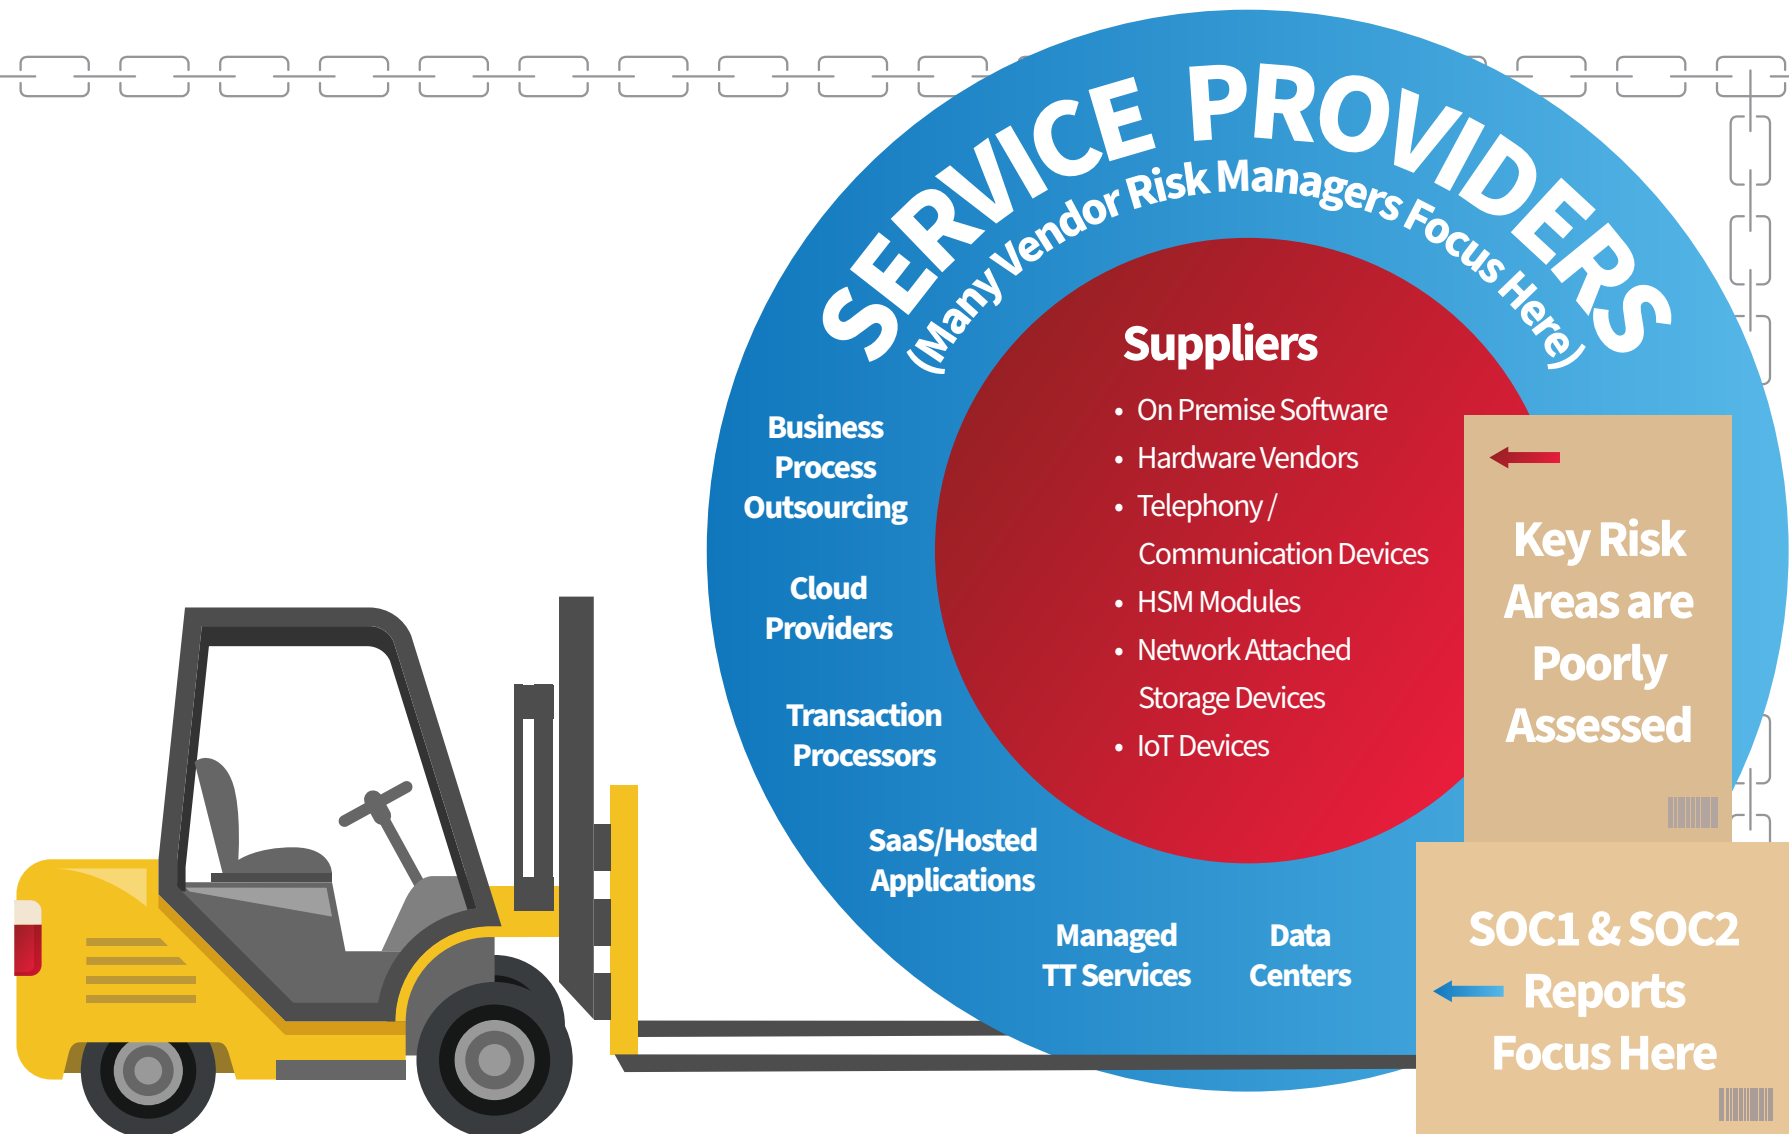 SERVICE PROVIDERS
(Many Vendor Risk Managers Focus Here)
Suppliers
• On Premise Software
• Hardware Vendors
• Telephony /
Communication Devices
• HSM Modules
• Network Attached
Storage Devices
• IoT Devices
Business
Process
Outsourcing
Cloud
Providers
Transaction
Processors
SaaS/Hosted
Applications
Managed
TT Services
Data
Centers
Key Risk
Areas are
Poorly
Assessed
SOC1 & SOC2
Reports
Focus Here